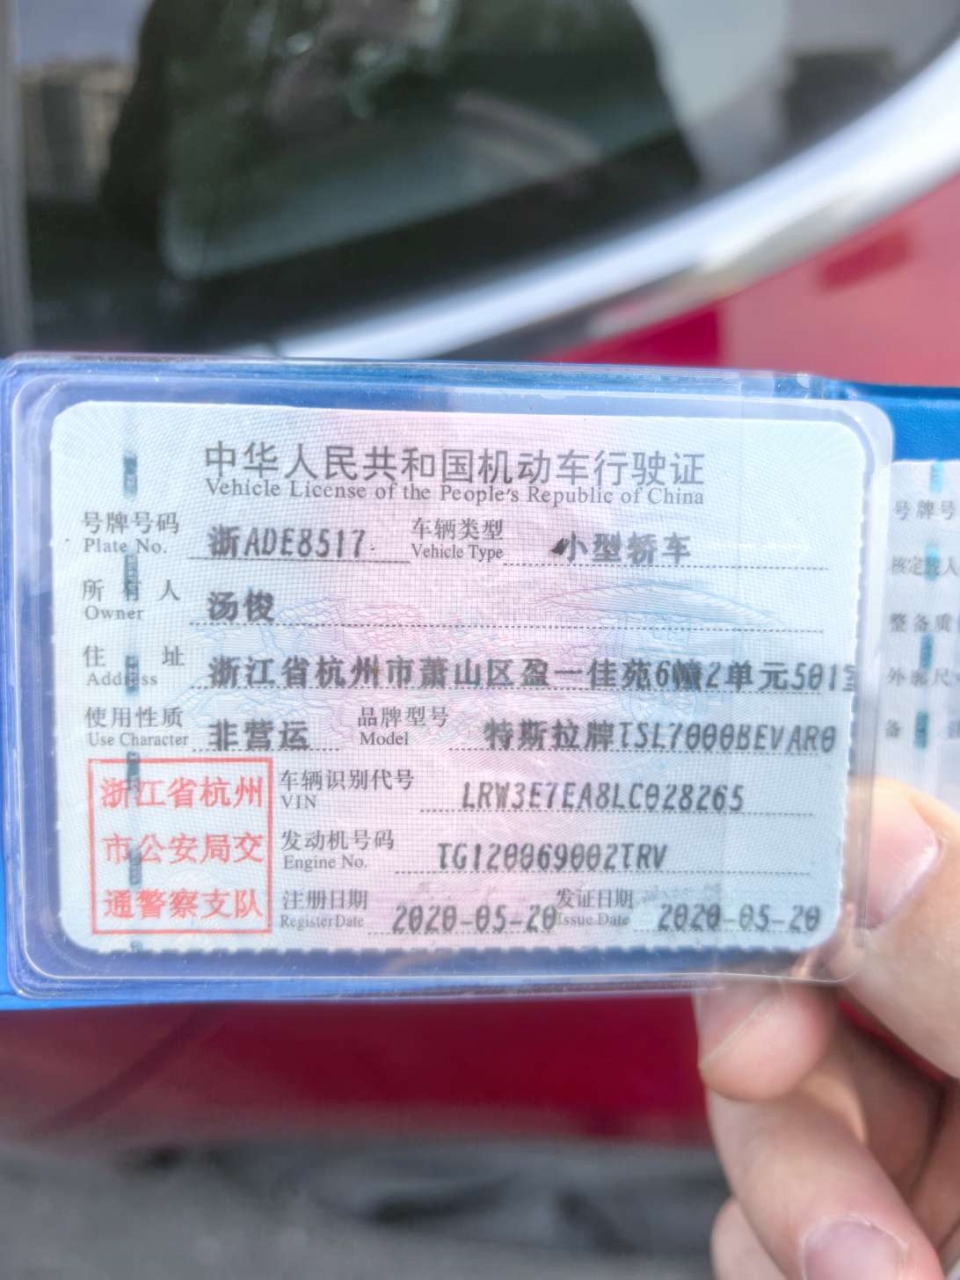 中华人民共和国机动车行驶证
Vehicle License of the People's Republic of China
号牌号码 浙ADE8517 车辆类型 小型轿车
Plate No. Vehicle Type
所有人 汤俊
Owner
住址 浙江省杭州市萧山区盈一佳苑6幢2单元501室
Address
使用性质 非营运 品牌型号 特斯拉牌TSL7000BEVAR0
Use Character Model
浙江省杭州
市公安局交
通警察支队
车辆识别代号 LRW3E7EA8LC028265
VIN
发动机号码 TG120069002TRV
Engine No.
注册日期 2020-05-20 发证日期 2020-05-20
Register Date Issue Date
号牌号
核定载人
整备质
外廓尺
备